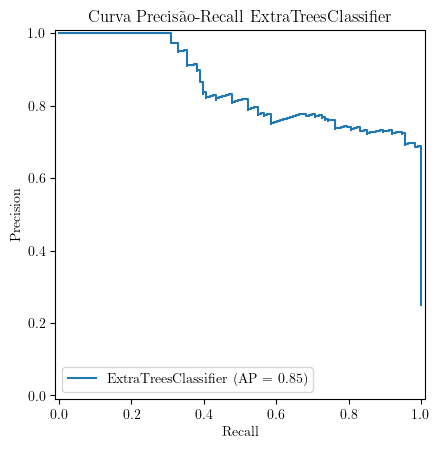 Curva Precisão-Recall ExtraTreesClassifier
1.0
0.8
0.6
0.4
0.2
0.0
Precision
ExtraTreesClassifier (AP = 0.85)
0.0 0.2 0.4 0.6 0.8 1.0
Recall